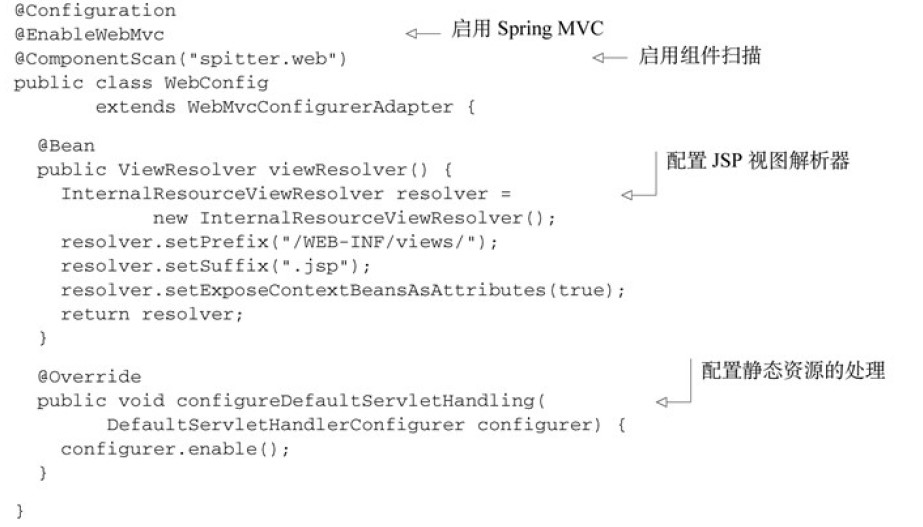 @Configuration
@EnableWebMvc 启用 Spring MVC
@ComponentScan("spitter.web") 启用组件扫描
public class WebConfig
extends WebMvcConfigurerAdapter {
@Bean
public ViewResolver viewResolver() { 配置 JSP 视图解析器
InternalResourceViewResolver resolver =
new InternalResourceViewResolver();
resolver.setPrefix("/WEB-INF/views/");
resolver.setSuffix(".jsp");
resolver.setExposeContextBeansAsAttributes(true);
return resolver;
}
@Override 配置静态资源的处理
public void configureDefaultServletHandling(
DefaultServletHandlerConfigurer configurer) {
configurer.enable();
}
}